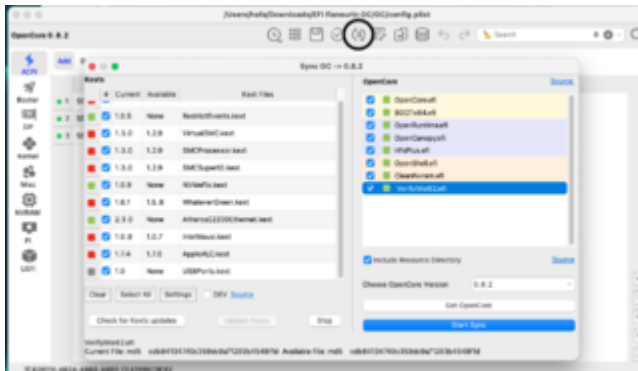 /Users/hafa/Downloads/EFI flaneurin OC/OC/config.plist
OpenCore 0.8.2
Search
ACPI
Add
Booter
DP
Kernel
Misc
NVRAM
PI
UEFI
Sync OC -> 0.8.2
Kexts
# Current Available Kext Files
1.0.5 None RestrictEvents.kext
1.3.0 1.2.9 VirtualSMC.kext
1.3.0 1.2.9 SMCProcessor.kext
1.3.0 1.2.9 SMCSuperIO.kext
1.0.9 None NVMeFix.kext
1.6.1 1.5.8 WhateverGreen.kext
2.3.0 None AtherosE2200Ethernet.kext
1.0.8 1.0.7 IntelMausi.kext
1.7.4 1.7.0 AppleALC.kext
1.0 None USBPorts.kext
Clear Select All Settings DEV Source
Check for Kexts updates Update Kexts Stop
OpenCore Source
OpenCore.efi
BOOTx64.efi
OpenRuntime.efi
OpenCanopy.efi
HfsPlus.efi
OpenShell.efi
CleanNvram.efi
Include Resource Directory Source
Choose OpenCore Version 0.8.2
Get OpenCore
Start Sync
Current File: md5
Available File: md5